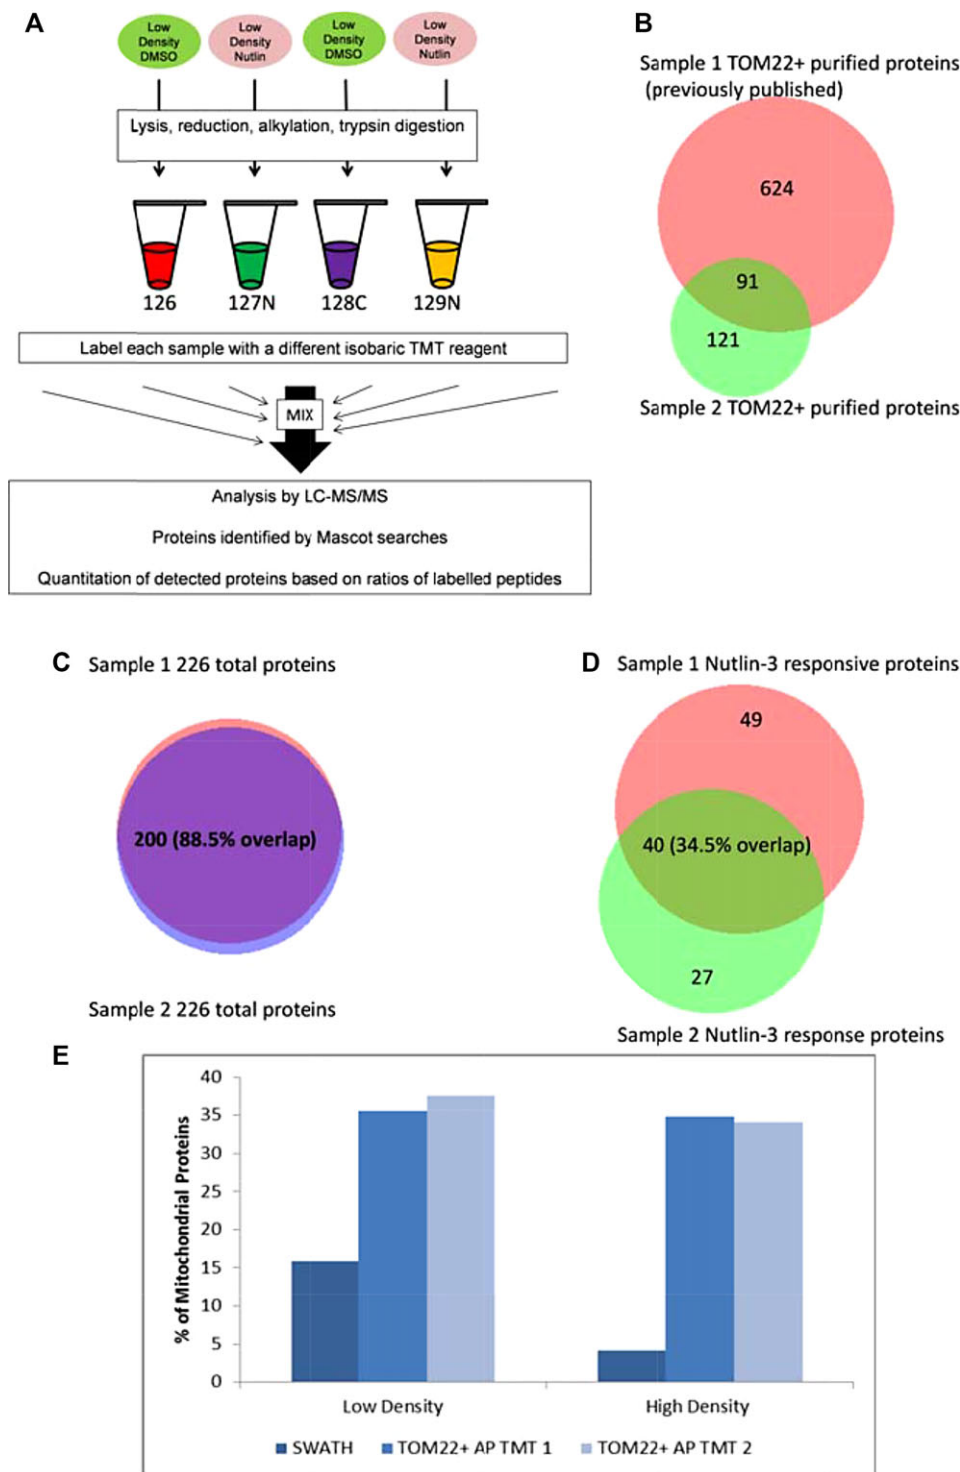 A
Low
Density
DMSO
Low
Density
Nutlin
Low
Density
DMSO
Low
Density
Nutlin
Lysis, reduction, alkylation, trypsin digestion
126
127N
128C
129N
Label each sample with a different isobaric TMT reagent
MIX
Analysis by LC-MS/MS
Proteins identified by Mascot searches
Quantitation of detected proteins based on ratios of labelled peptides
B
Sample 1 TOM22+ purified proteins
(previously published)
624
91
121
Sample 2 TOM22+ purified proteins
C
Sample 1 226 total proteins
200 (88.5% overlap)
Sample 2 226 total proteins
D
Sample 1 Nutlin-3 responsive proteins
49
40 (34.5% overlap)
27
Sample 2 Nutlin-3 response proteins
E
% of Mitochondrial Proteins
40
35
30
25
20
15
10
5
0
Low Density
High Density
SWATH
TOM22+ AP TMT 1
TOM22+ AP TMT 2